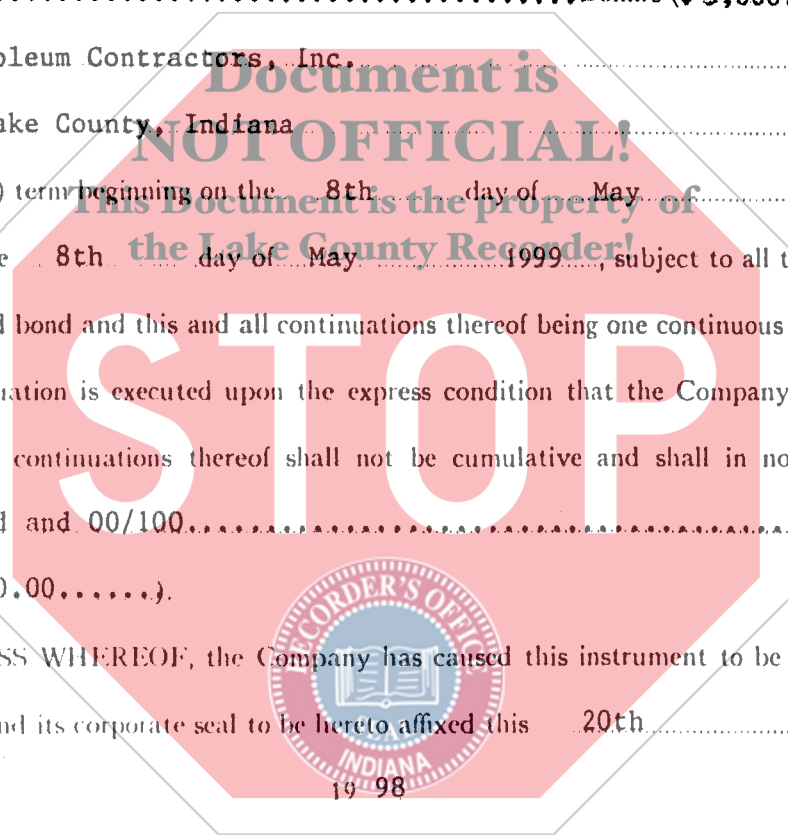 oleum Contractors, Inc.
Document is
ake County, Indiana
NOT OFFICIAL!
) term beginning on the 8th day of May
This Document is the property of
8th day of May 1999, subject to all
the Lake County Recorder!
bond and this and all continuations thereof being one continuous
uation is executed upon the express condition that the Company
continuations thereof shall not be cumulative and shall in no
and 00/100
0.00......).
STOP
RECORDER'S OFFICE
SS WHEREOF, the Company has caused this instrument to be
nd its corporate seal to be hereto affixed this 20th
SEAL
INDIANA
19 98